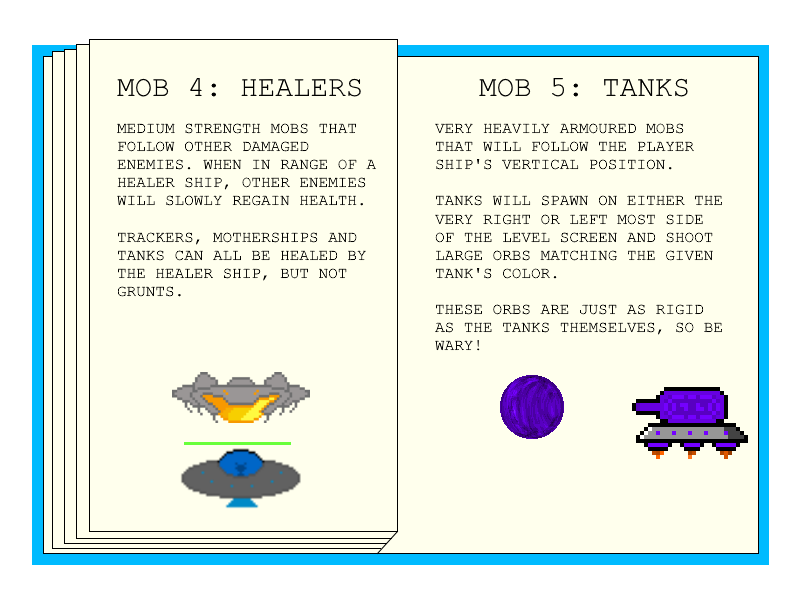 MOB 4: HEALERS
MEDIUM STRENGTH MOBS THAT
FOLLOW OTHER DAMAGED
ENEMIES. WHEN IN RANGE OF A
HEALER SHIP, OTHER ENEMIES
WILL SLOWLY REGAIN HEALTH.
TRACKERS, MOTHERSHIPS AND
TANKS CAN ALL BE HEALED BY
THE HEALER SHIP, BUT NOT
GRUNTS.
MOB 5: TANKS
VERY HEAVILY ARMOURED MOBS
THAT WILL FOLLOW THE PLAYER
SHIP'S VERTICAL POSITION.
TANKS WILL SPAWN ON EITHER THE
VERY RIGHT OR LEFT MOST SIDE
OF THE LEVEL SCREEN AND SHOOT
LARGE ORBS MATCHING THE GIVEN
TANK'S COLOR.
THESE ORBS ARE JUST AS RIGID
AS THE TANKS THEMSELVES, SO BE
WARY!